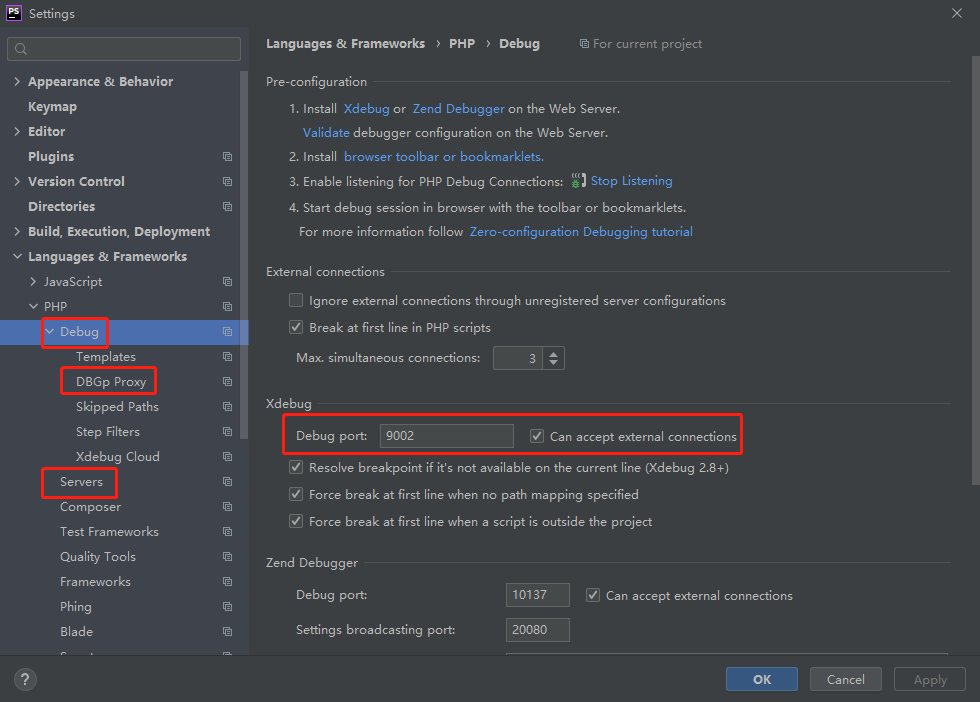 PS Settings
Appearance & Behavior
Keymap
Editor
Plugins
Version Control
Directories
Build, Execution, Deployment
Languages & Frameworks
JavaScript
PHP
Debug
Templates
DBGp Proxy
Skipped Paths
Step Filters
Xdebug Cloud
Servers
Composer
Test Frameworks
Quality Tools
Frameworks
Phing
Blade
Languages & Frameworks › PHP › Debug For current project
Pre-configuration
1. Install Xdebug or Zend Debugger on the Web Server.
Validate debugger configuration on the Web Server.
2. Install browser toolbar or bookmarklets.
3. Enable listening for PHP Debug Connections: Stop Listening
4. Start debug session in browser with the toolbar or bookmarklets.
For more information follow Zero-configuration Debugging tutorial
External connections
Ignore external connections through unregistered server configurations
Break at first line in PHP scripts
Max. simultaneous connections: 3
Xdebug
Debug port: 9002 Can accept external connections
Resolve breakpoint if it's not available on the current line (Xdebug 2.8+)
Force break at first line when no path mapping specified
Force break at first line when a script is outside the project
Zend Debugger
Debug port: 10137 Can accept external connections
Settings broadcasting port: 20080
? OK Cancel Apply